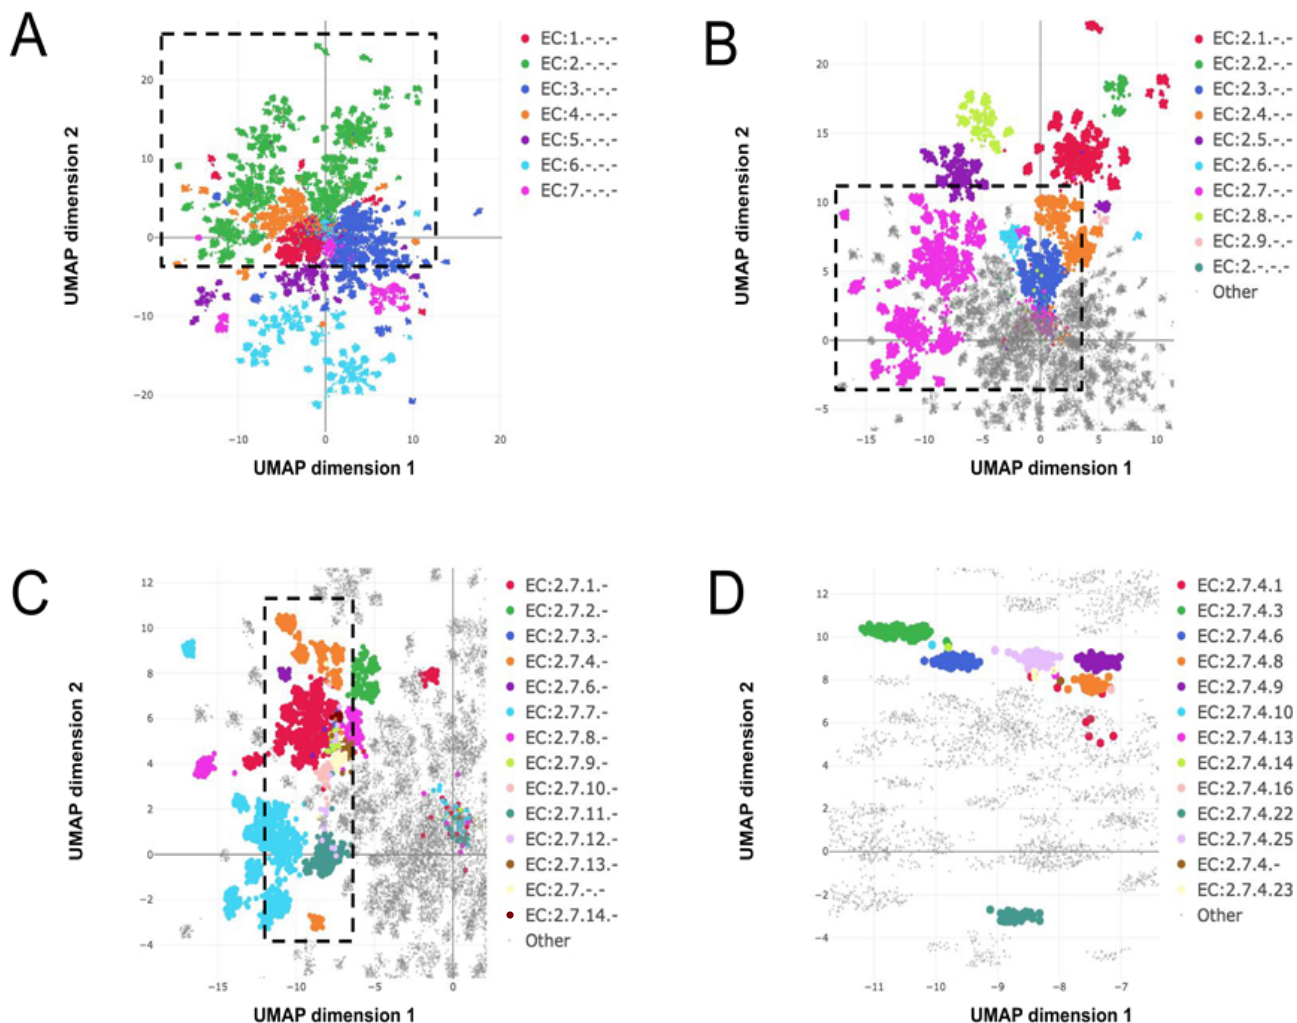 A
EC:1.-.-.-
EC:2.-.-.-
EC:3.-.-.-
EC:4.-.-.-
EC:5.-.-.-
EC:6.-.-.-
EC:7.-.-.-
20
10
0
−10
−20
−10
0
10
20
UMAP dimension 1
UMAP dimension 2
B
EC:2.1.-.-
EC:2.2.-.-
EC:2.3.-.-
EC:2.4.-.-
EC:2.5.-.-
EC:2.6.-.-
EC:2.7.-.-
EC:2.8.-.-
EC:2.9.-.-
EC:2.-.-.-
Other
20
15
10
5
0
−5
−15
−10
−5
0
5
10
UMAP dimension 1
UMAP dimension 2
C
EC:2.7.1.-
EC:2.7.2.-
EC:2.7.3.-
EC:2.7.4.-
EC:2.7.6.-
EC:2.7.7.-
EC:2.7.8.-
EC:2.7.9.-
EC:2.7.10.-
EC:2.7.11.-
EC:2.7.12.-
EC:2.7.13.-
EC:2.7.-.-
EC:2.7.14.-
Other
12
10
8
6
4
2
0
−2
−4
−15
−10
−5
0
UMAP dimension 1
UMAP dimension 2
D
EC:2.7.4.1
EC:2.7.4.3
EC:2.7.4.6
EC:2.7.4.8
EC:2.7.4.9
EC:2.7.4.10
EC:2.7.4.13
EC:2.7.4.14
EC:2.7.4.16
EC:2.7.4.22
EC:2.7.4.25
EC:2.7.4.-
EC:2.7.4.23
Other
12
10
8
6
4
2
0
−2
−4
−11
−10
−9
−8
−7
UMAP dimension 1
UMAP dimension 2